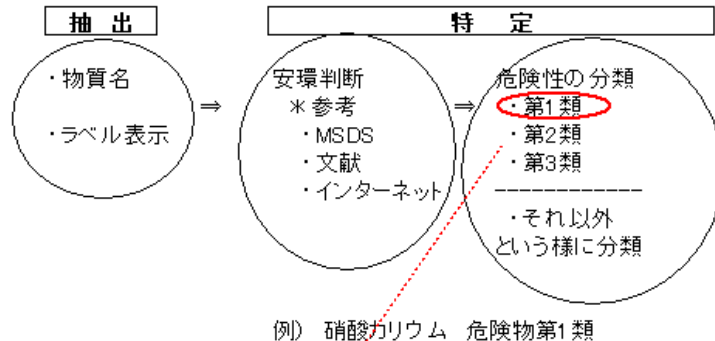 抽 出
特 定
・物質名
・ラベル表示
⇒
安環判断
＊参考
・MSDS
・文献
・インターネット
⇒
危険性の分類
・第1類
・第2類
・第3類
------------
・それ以外
という様に分類
例） 硝酸カリウム 危険物第1類